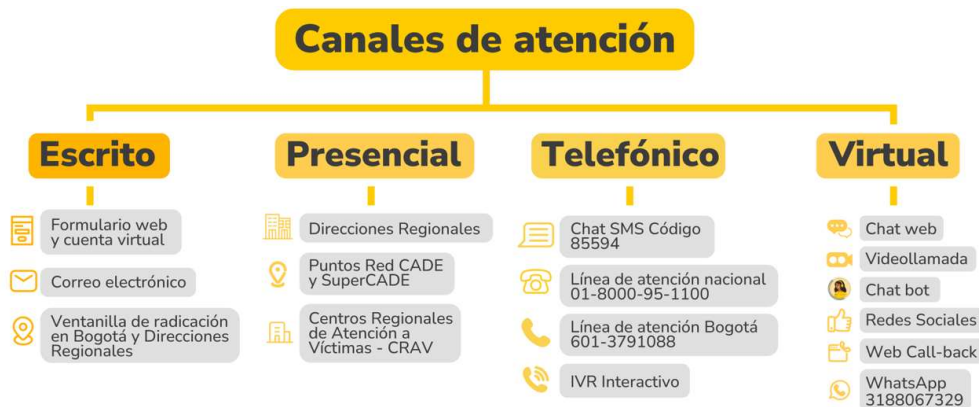 Canales de atención
Escrito
Formulario web
y cuenta virtual
Correo electrónico
Ventanilla de radicación
en Bogotá y Direcciones
Regionales
Presencial
Direcciones Regionales
Puntos Red CADE
y SuperCADE
Centros Regionales
de Atención a
Víctimas - CRAV
Telefónico
Chat SMS Código
85594
Línea de atención nacional
01-8000-95-1100
Línea de atención Bogotá
601-3791088
IVR Interactivo
Virtual
Chat web
Videollamada
Chat bot
Redes Sociales
Web Call-back
WhatsApp
3188067329